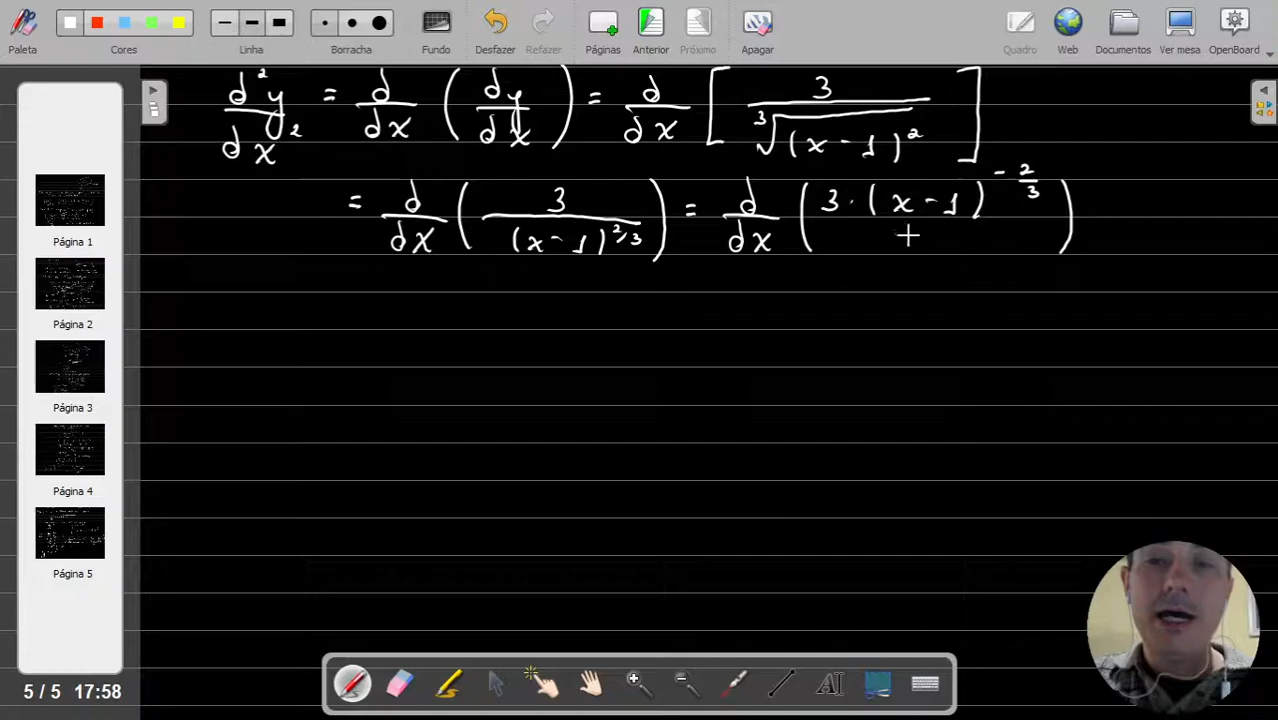 Paleta Cores Linha Borracha Fundo Desfazer Refazer Páginas Anterior Próximo Apagar Quadro Web Documentos Ver mesa OpenBoard
d²y/dx² = d/dx (dy/dx) = d/dx [3/∛(x-1)²]
= d/dx (3/(x-1)^2/3) = d/dx (3·(x-1)^-2/3)
Página 1
Página 2
Página 3
Página 4
Página 5
5 / 5 17:58